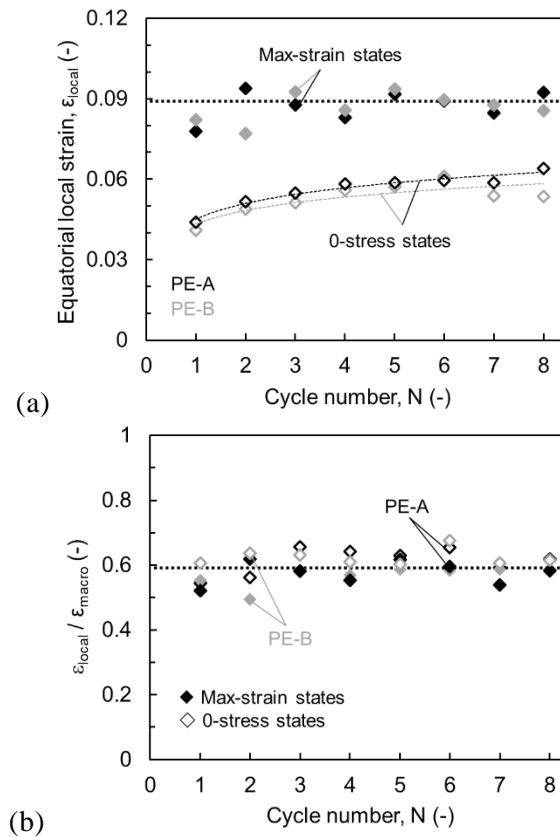 0.12
Max-strain states
0.09
0.06
0-stress states
0.03
PE-A
PE-B
0
0 1 2 3 4 5 6 7 8
Equatorial local strain, εlocal (-)
Cycle number, N (-)
(a)
1
PE-A
0.8
0.6
0.4
PE-B
0.2
Max-strain states
0-stress states
0
0 1 2 3 4 5 6 7 8
εlocal / εmacro (-)
Cycle number, N (-)
(b)